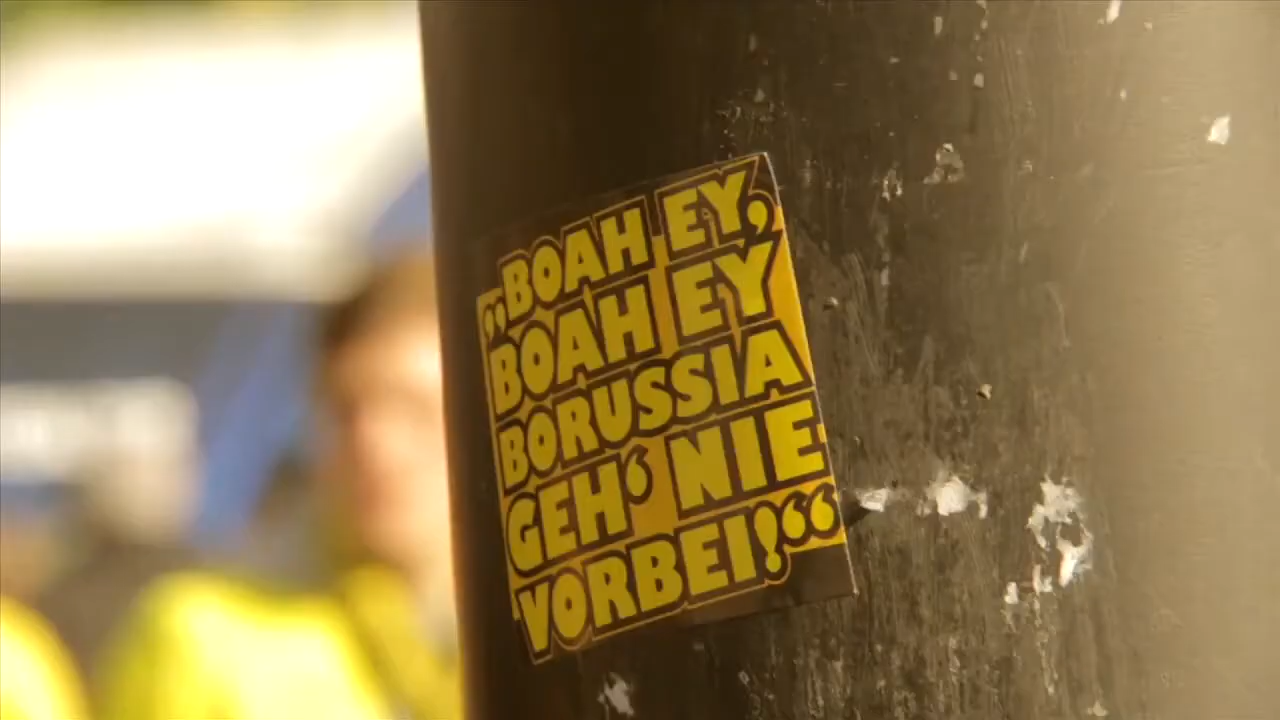 „BOAH EY,
BOAH EY
BORUSSIA
GEH‘ NIE
VORBEI!“